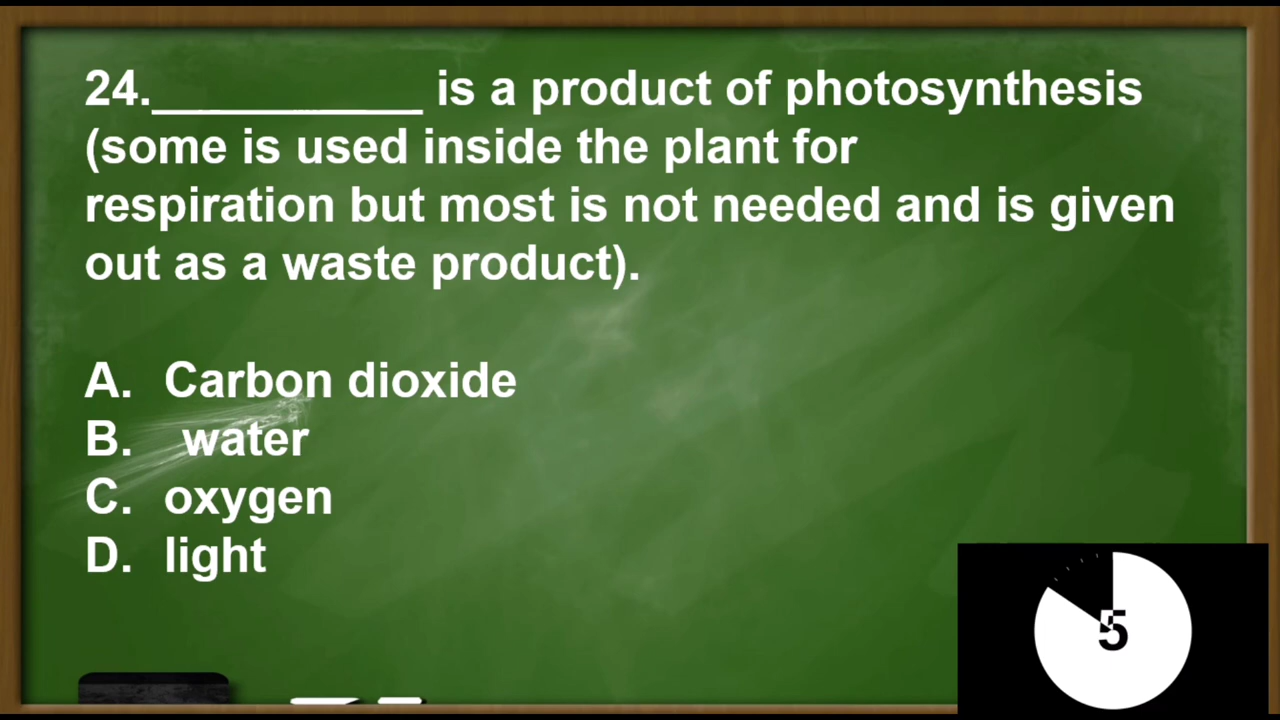 24.__________ is a product of photosynthesis
(some is used inside the plant for
respiration but most is not needed and is given
out as a waste product).
A. Carbon dioxide
B. water
C. oxygen
D. light
5